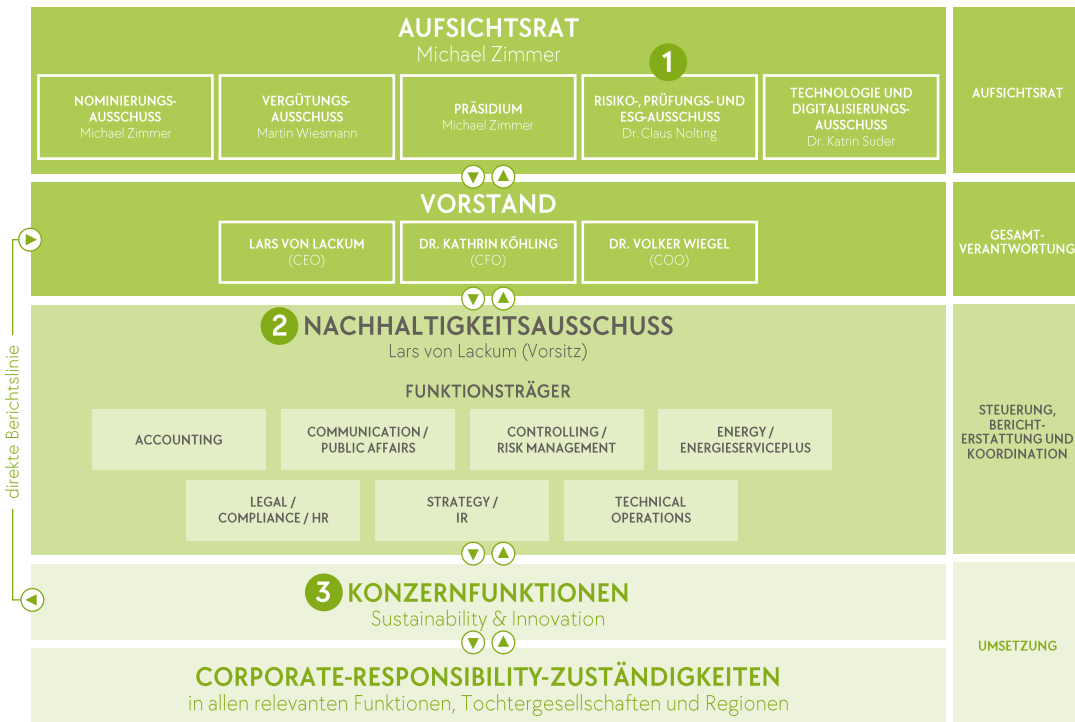 AUFSICHTSRAT
Michael Zimmer
1
NOMINIERUNGS-
AUSSCHUSS
Michael Zimmer
VERGÜTUNGS-
AUSSCHUSS
Martin Wiesmann
PRÄSIDIUM
Michael Zimmer
RISIKO-, PRÜFUNGS- UND
ESG-AUSSCHUSS
Dr. Claus Nolting
TECHNOLOGIE UND
DIGITALISIERUNGS-
AUSSCHUSS
Dr. Katrin Suder
AUFSICHTSRAT
VORSTAND
LARS VON LACKUM
(CEO)
DR. KATHRIN KÖHLING
(CFO)
DR. VOLKER WIEGEL
(COO)
GESAMT-
VERANTWORTUNG
direkte Berichtslinie
2 NACHHALTIGKEITSAUSSCHUSS
Lars von Lackum (Vorsitz)
FUNKTIONSTRÄGER
ACCOUNTING
COMMUNICATION /
PUBLIC AFFAIRS
CONTROLLING /
RISK MANAGEMENT
ENERGY /
ENERGIESERVICEPLUS
LEGAL /
COMPLIANCE / HR
STRATEGY /
IR
TECHNICAL
OPERATIONS
STEUERUNG,
BERICHT-
ERSTATTUNG UND
KOORDINATION
3 KONZERNFUNKTIONEN
Sustainability & Innovation
CORPORATE-RESPONSIBILITY-ZUSTÄNDIGKEITEN
in allen relevanten Funktionen, Tochtergesellschaften und Regionen
UMSETZUNG